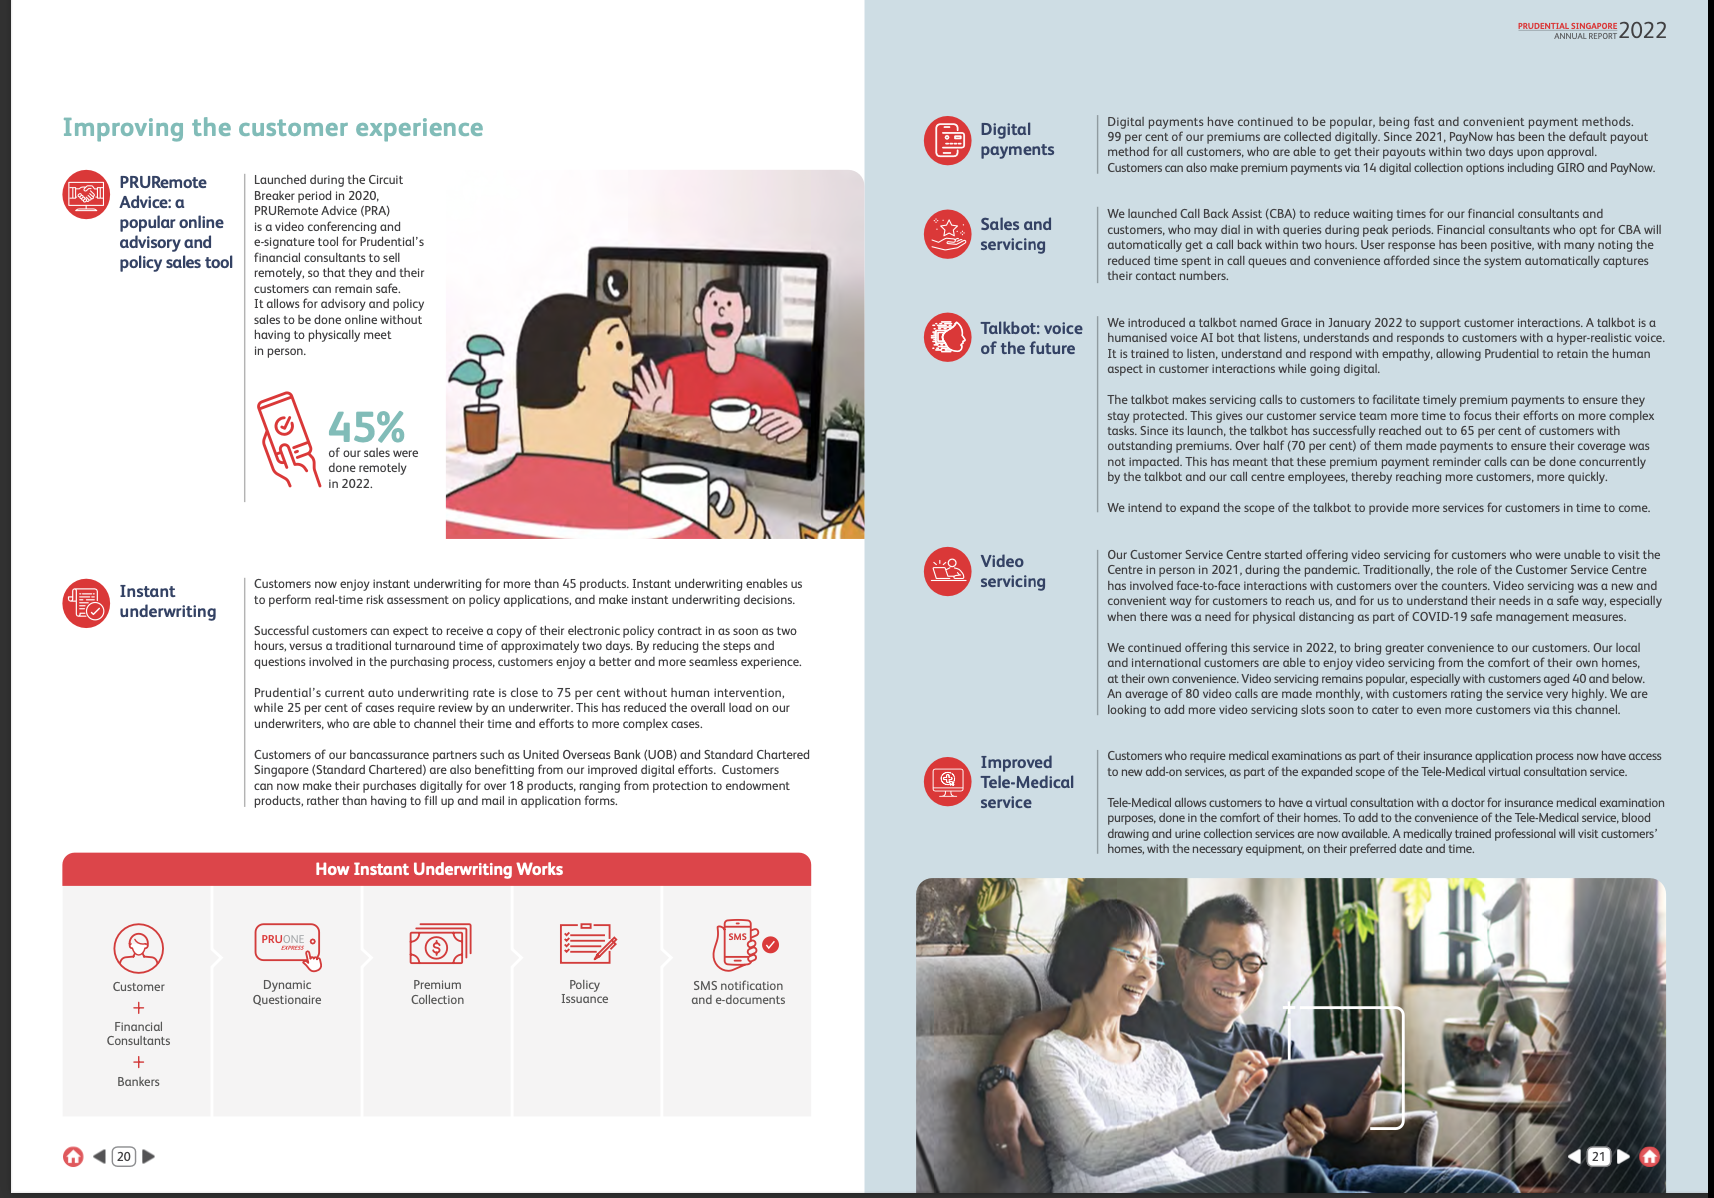 PRUDENTIAL SINGAPORE
ANNUAL REPORT 2022
Improving the customer experience
PRURemote
Advice: a
popular online
advisory and
policy sales tool
Launched during the Circuit
Breaker period in 2020,
PRURemote Advice (PRA)
is a video conferencing and
e-signature tool for Prudential's
financial consultants to sell
remotely, so that they and their
customers can remain safe.
It allows for advisory and policy
sales to be done online without
having to physically meet
in person.
45%
of our sales were
done remotely
in 2022.
Instant
underwriting
Customers now enjoy instant underwriting for more than 45 products. Instant underwriting enables us
to perform real-time risk assessment on policy applications, and make instant underwriting decisions.
Successful customers can expect to receive a copy of their electronic policy contract in as soon as two
hours, versus a traditional turnaround time of approximately two days. By reducing the steps and
questions involved in the purchasing process, customers enjoy a better and more seamless experience.
Prudential's current auto underwriting rate is close to 75 per cent without human intervention,
while 25 per cent of cases require review by an underwriter. This has reduced the overall load on our
underwriters, who are able to channel their time and efforts to more complex cases.
Customers of our bancassurance partners such as United Overseas Bank (UOB) and Standard Chartered
Singapore (Standard Chartered) are also benefitting from our improved digital efforts. Customers
can now make their purchases digitally for over 18 products, ranging from protection to endowment
products, rather than having to fill up and mail in application forms.
How Instant Underwriting Works
Customer
+
Financial
Consultants
+
Bankers
PRUONE
EXPRESS
Dynamic
Questionaire
$
Premium
Collection
Policy
Issuance
SMS
SMS notification
and e-documents
20
Digital
payments
Digital payments have continued to be popular, being fast and convenient payment methods.
99 per cent of our premiums are collected digitally. Since 2021, PayNow has been the default payout
method for all customers, who are able to get their payouts within two days upon approval.
Customers can also make premium payments via 14 digital collection options including GIRO and PayNow.
Sales and
servicing
We launched Call Back Assist (CBA) to reduce waiting times for our financial consultants and
customers, who may dial in with queries during peak periods. Financial consultants who opt for CBA will
automatically get a call back within two hours. User response has been positive, with many noting the
reduced time spent in call queues and convenience afforded since the system automatically captures
their contact numbers.
Talkbot: voice
of the future
We introduced a talkbot named Grace in January 2022 to support customer interactions. A talkbot is a
humanised voice AI bot that listens, understands and responds to customers with a hyper-realistic voice.
It is trained to listen, understand and respond with empathy, allowing Prudential to retain the human
aspect in customer interactions while going digital.
The talkbot makes servicing calls to customers to facilitate timely premium payments to ensure they
stay protected. This gives our customer service team more time to focus their efforts on more complex
tasks. Since its launch, the talkbot has successfully reached out to 65 per cent of customers with
outstanding premiums. Over half (70 per cent) of them made payments to ensure their coverage was
not impacted. This has meant that these premium payment reminder calls can be done concurrently
by the talkbot and our call centre employees, thereby reaching more customers, more quickly.
We intend to expand the scope of the talkbot to provide more services for customers in time to come.
Video
servicing
Our Customer Service Centre started offering video servicing for customers who were unable to visit the
Centre in person in 2021, during the pandemic. Traditionally, the role of the Customer Service Centre
has involved face-to-face interactions with customers over the counters. Video servicing was a new and
convenient way for customers to reach us, and for us to understand their needs in a safe way, especially
when there was a need for physical distancing as part of COVID-19 safe management measures.
We continued offering this service in 2022, to bring greater convenience to our customers. Our local
and international customers are able to enjoy video servicing from the comfort of their own homes,
at their own convenience. Video servicing remains popular, especially with customers aged 40 and below.
An average of 80 video calls are made monthly, with customers rating the service very highly. We are
looking to add more video servicing slots soon to cater to even more customers via this channel.
Improved
Tele-Medical
service
Customers who require medical examinations as part of their insurance application process now have access
to new add-on services, as part of the expanded scope of the Tele-Medical virtual consultation service.
Tele-Medical allows customers to have a virtual consultation with a doctor for insurance medical examination
purposes, done in the comfort of their homes. To add to the convenience of the Tele-Medical service, blood
drawing and urine collection services are now available. A medically trained professional will visit customers'
homes, with the necessary equipment, on their preferred date and time.
21